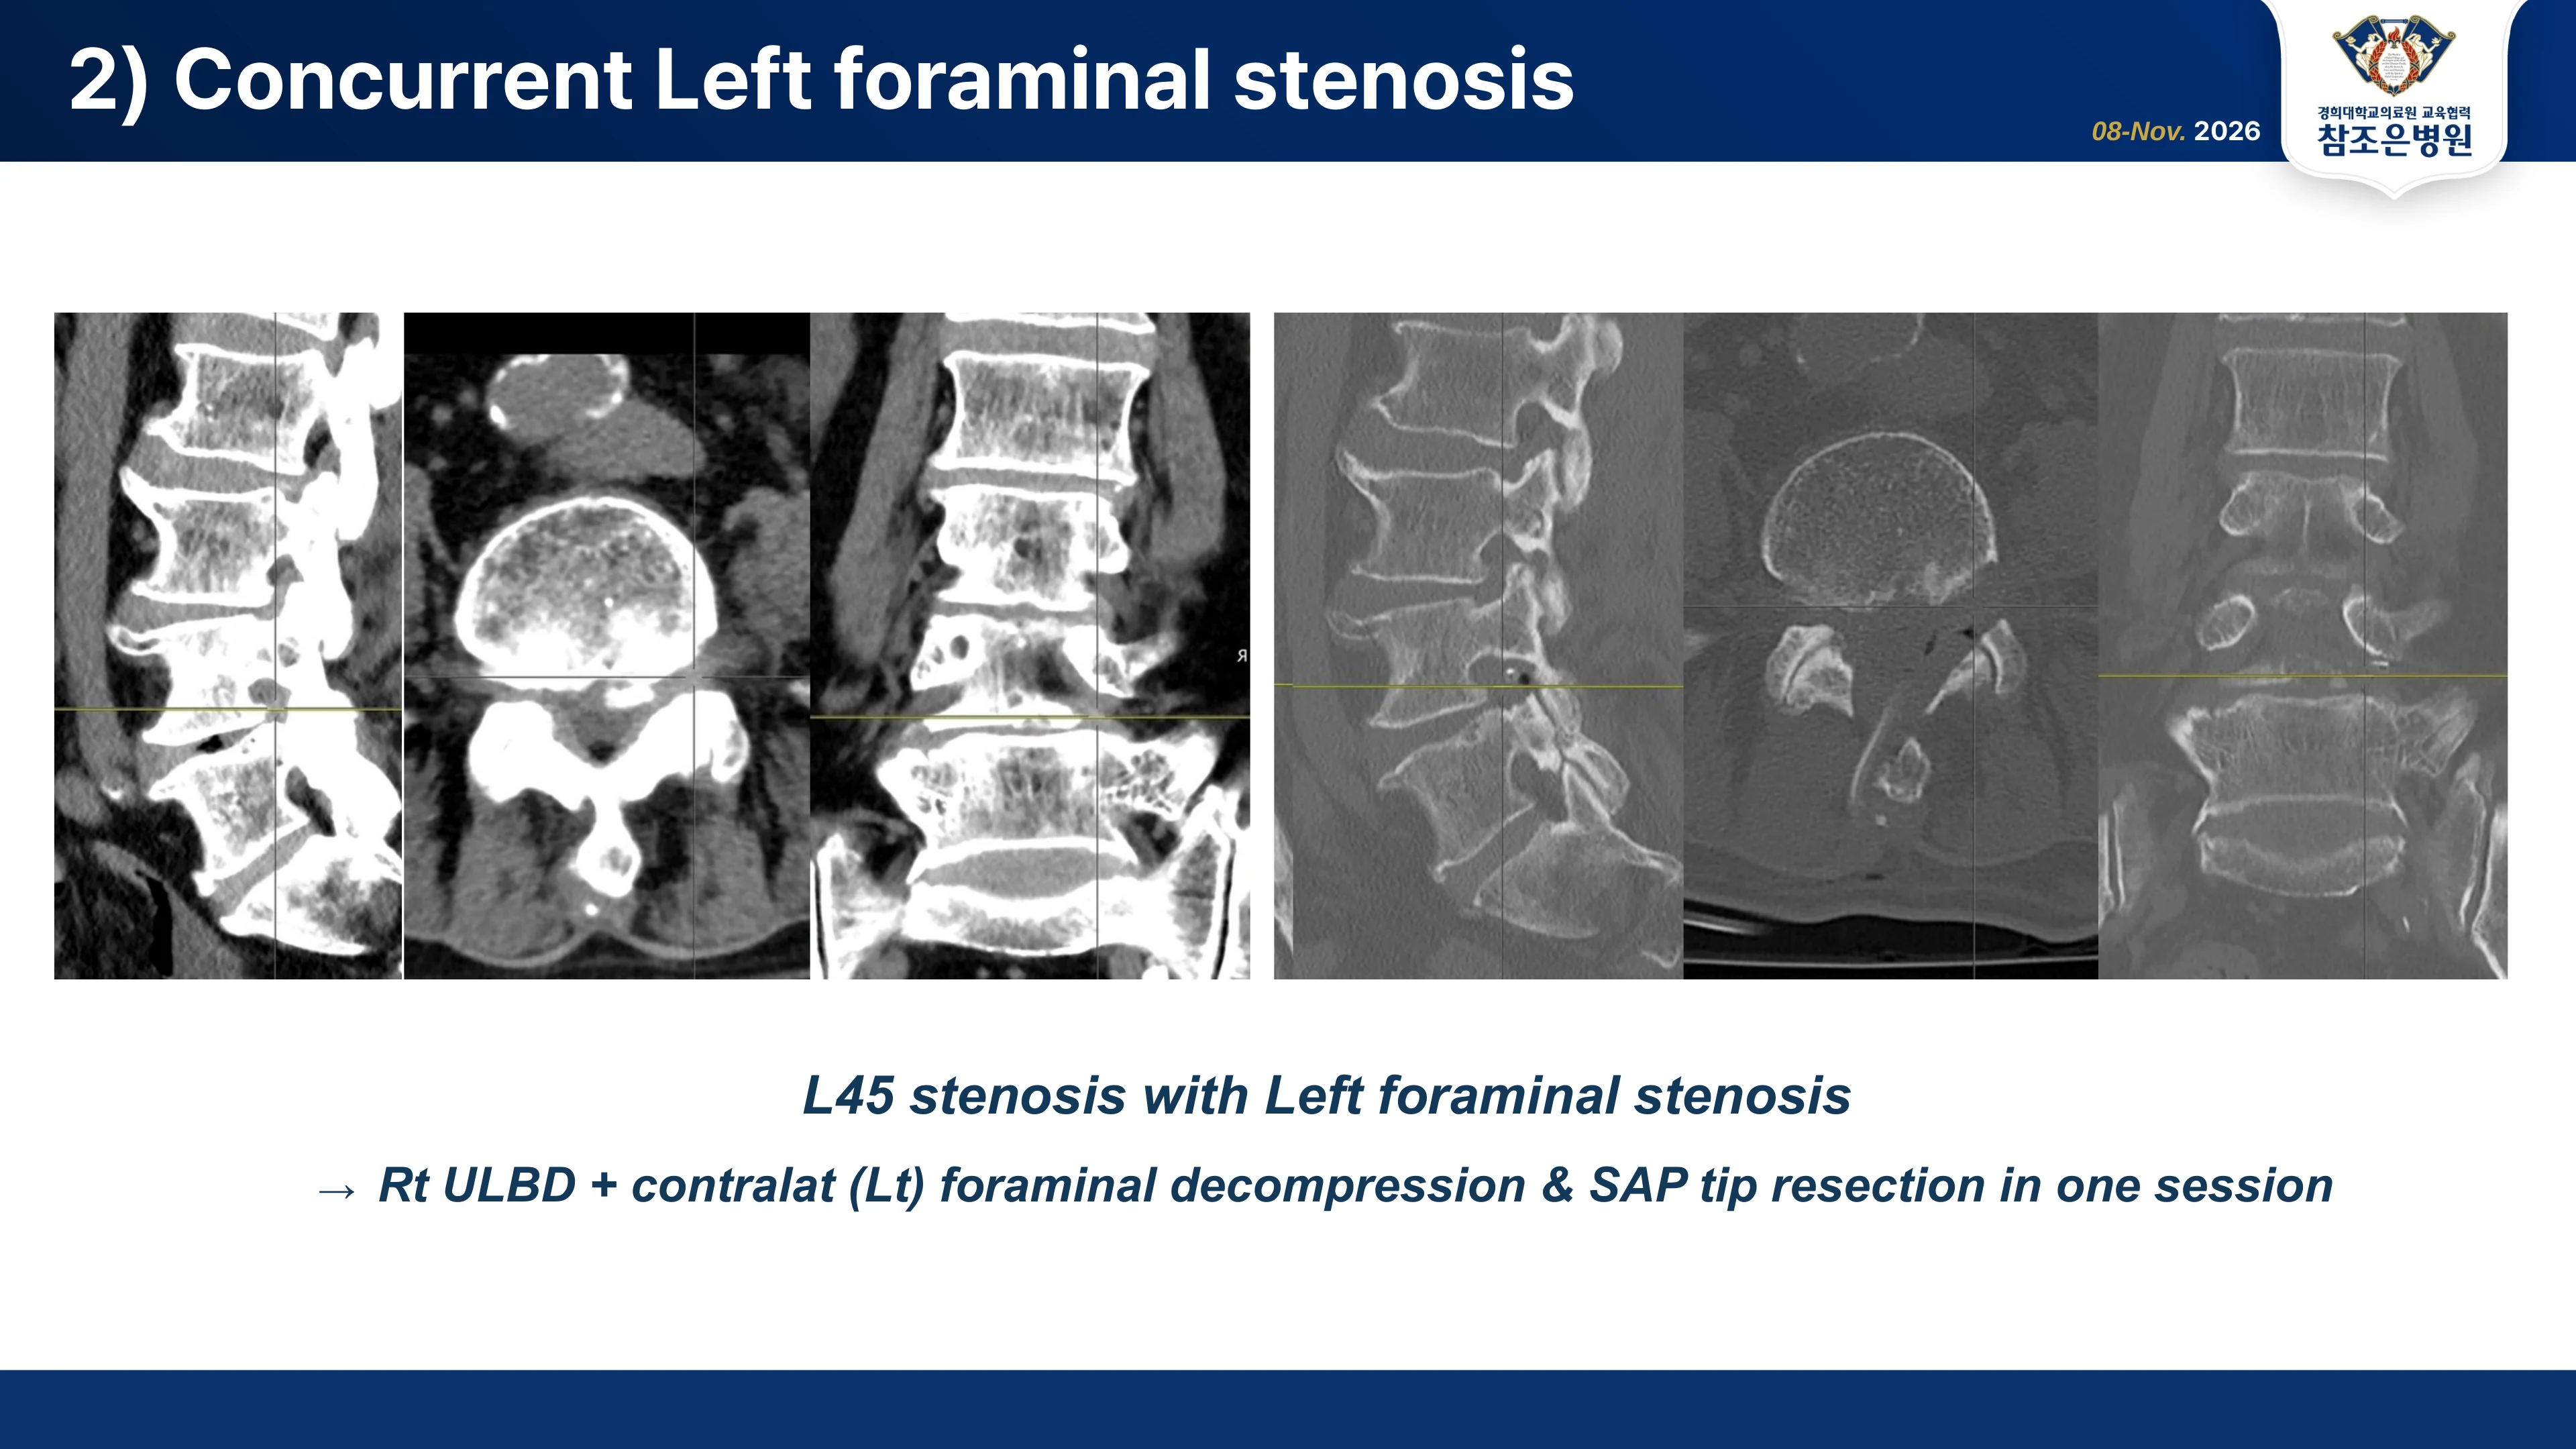 2) Concurrent Left foraminal stenosis
08-Nov. 2026
경희대학교의료원 교육협력
참조은병원
R
L45 stenosis with Left foraminal stenosis
→ Rt ULBD + contralat (Lt) foraminal decompression & SAP tip resection in one session